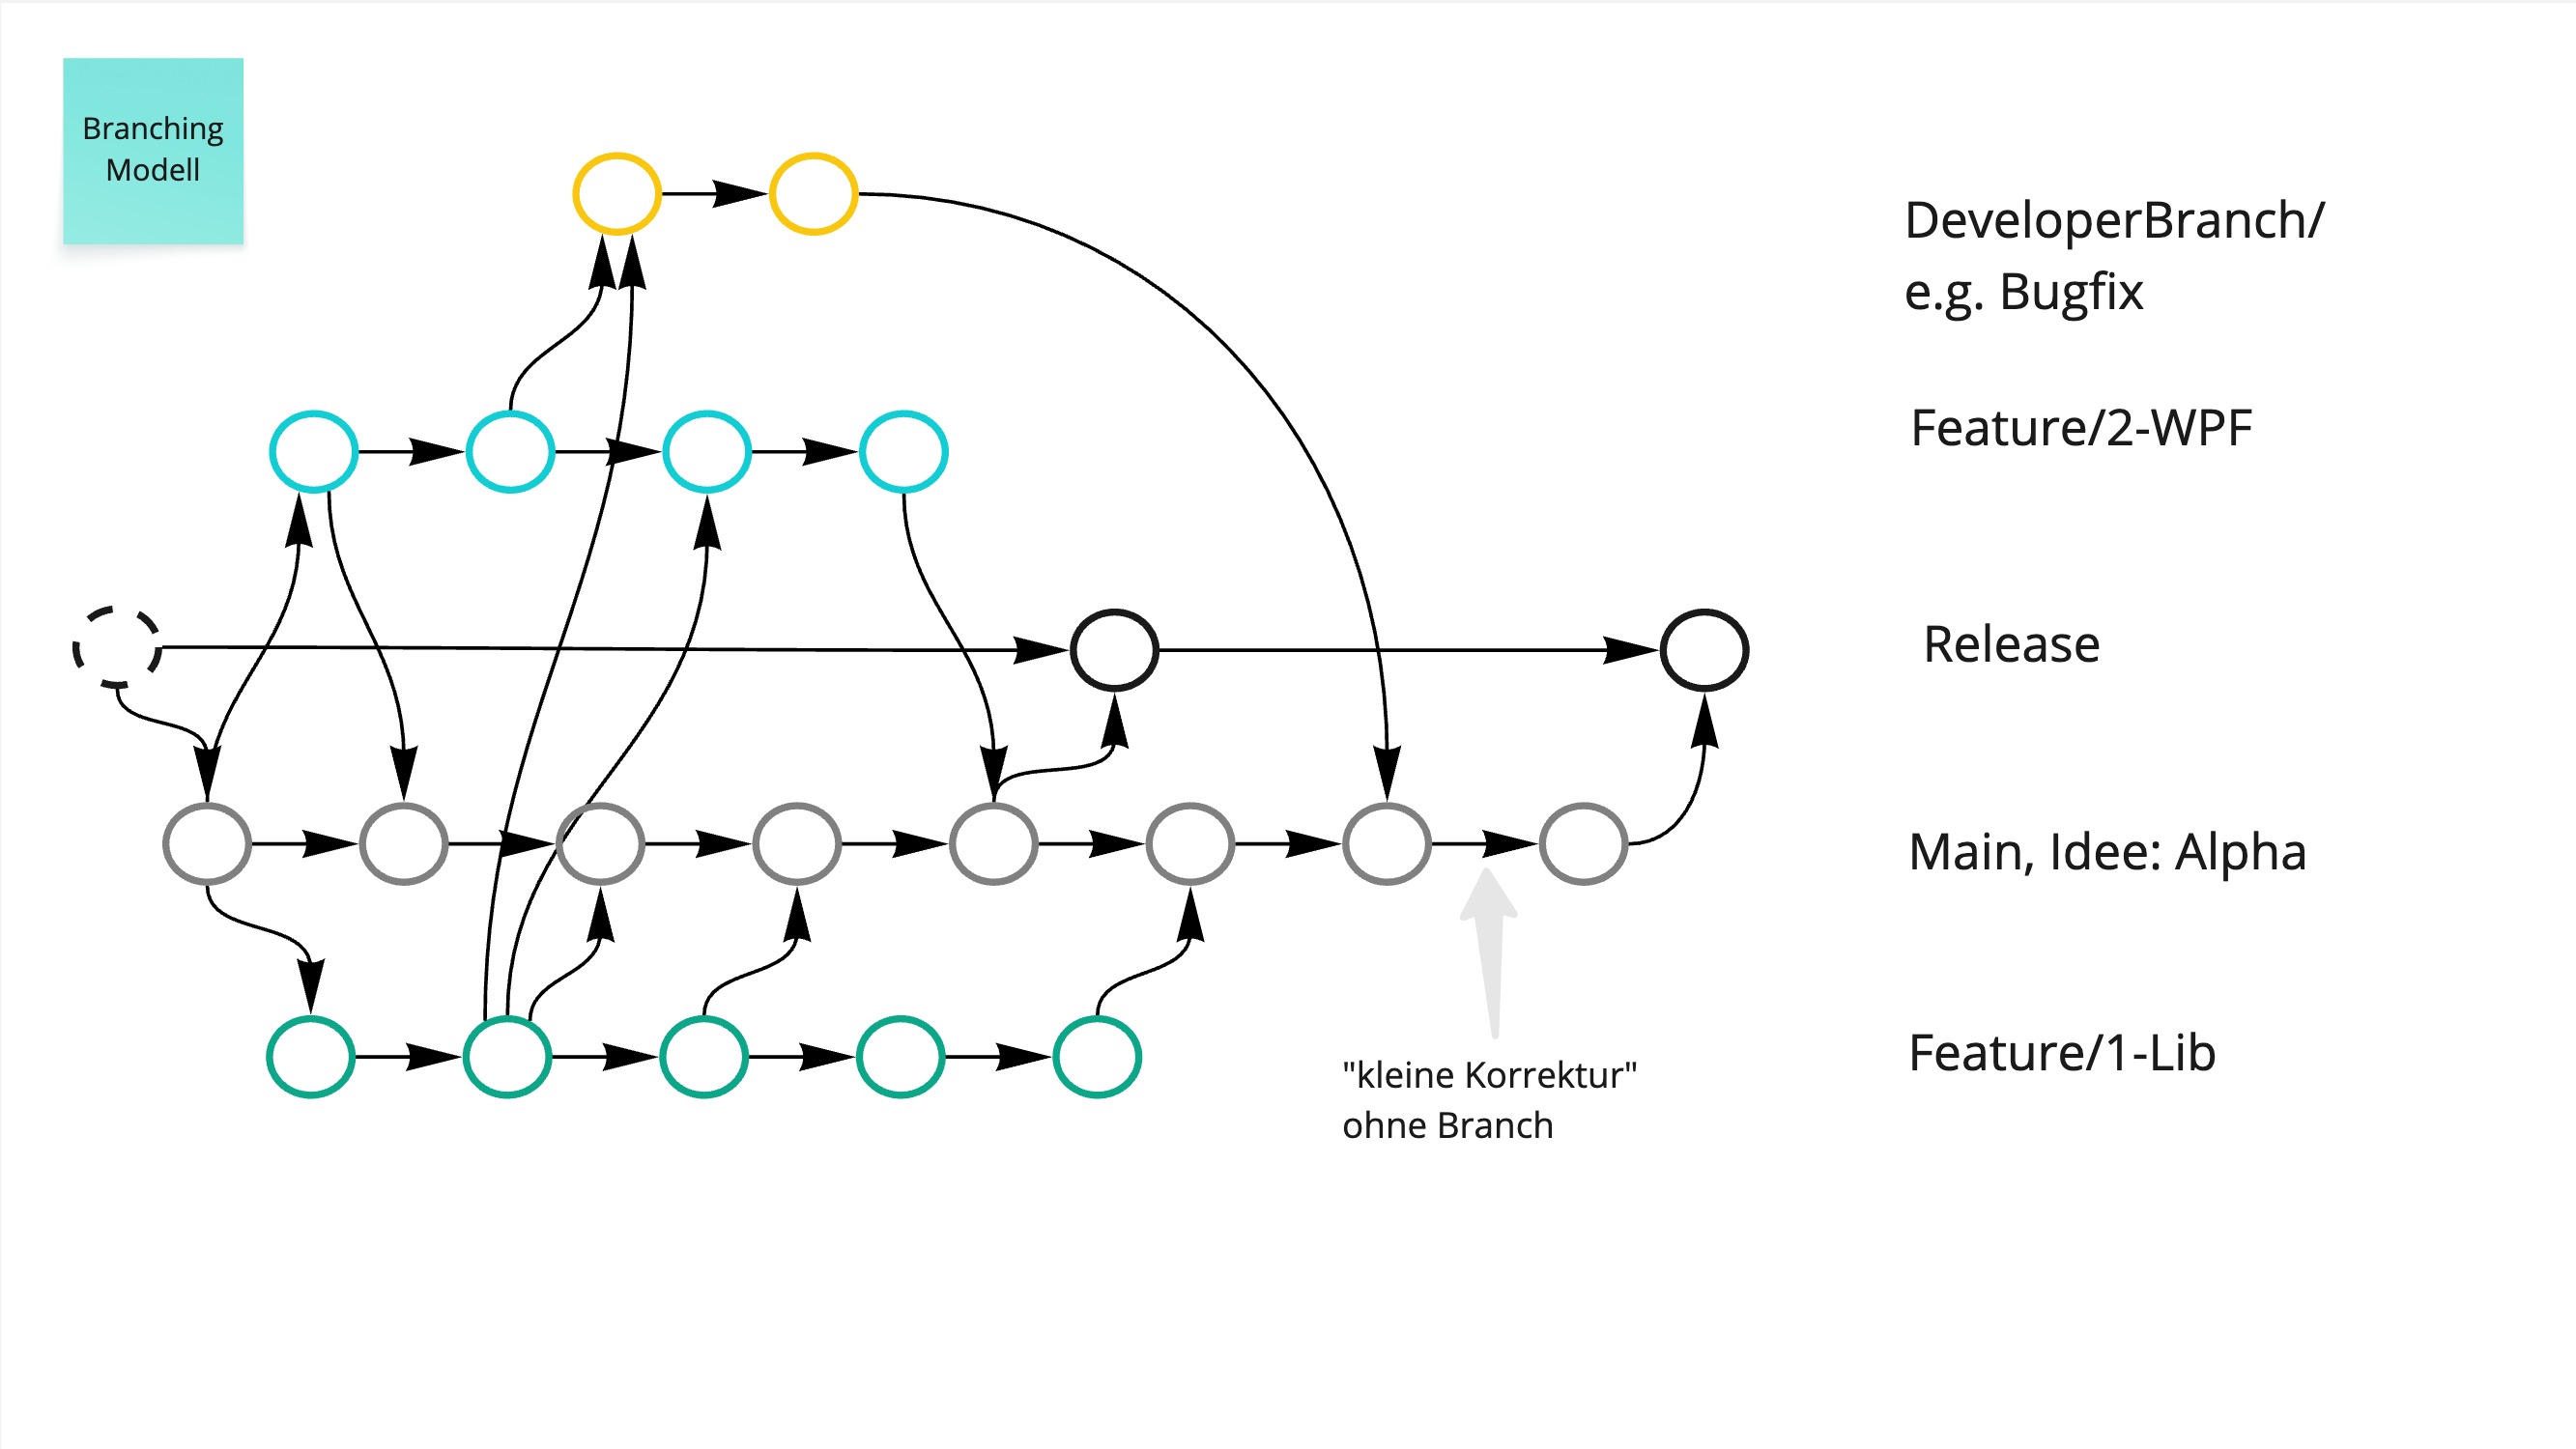 Branching
Modell
DeveloperBranch/
e.g. Bugfix
Feature/2-WPF
Release
Main, Idee: Alpha
Feature/1-Lib
"kleine Korrektur"
ohne Branch